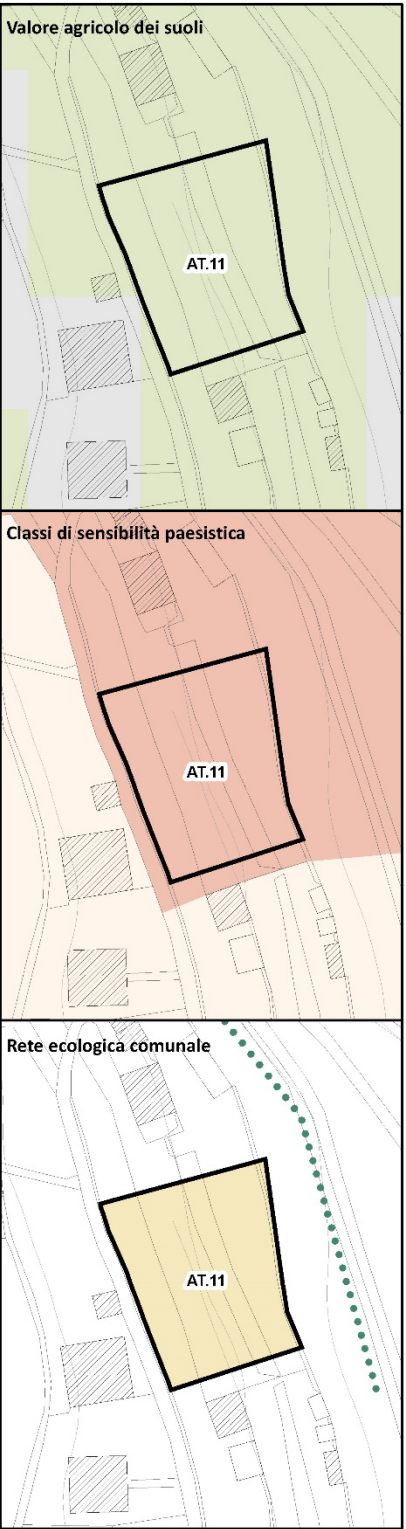 Valore agricolo dei suoli
AT.11
Classi di sensibilità paesistica
AT.11
Rete ecologica comunale
AT.11